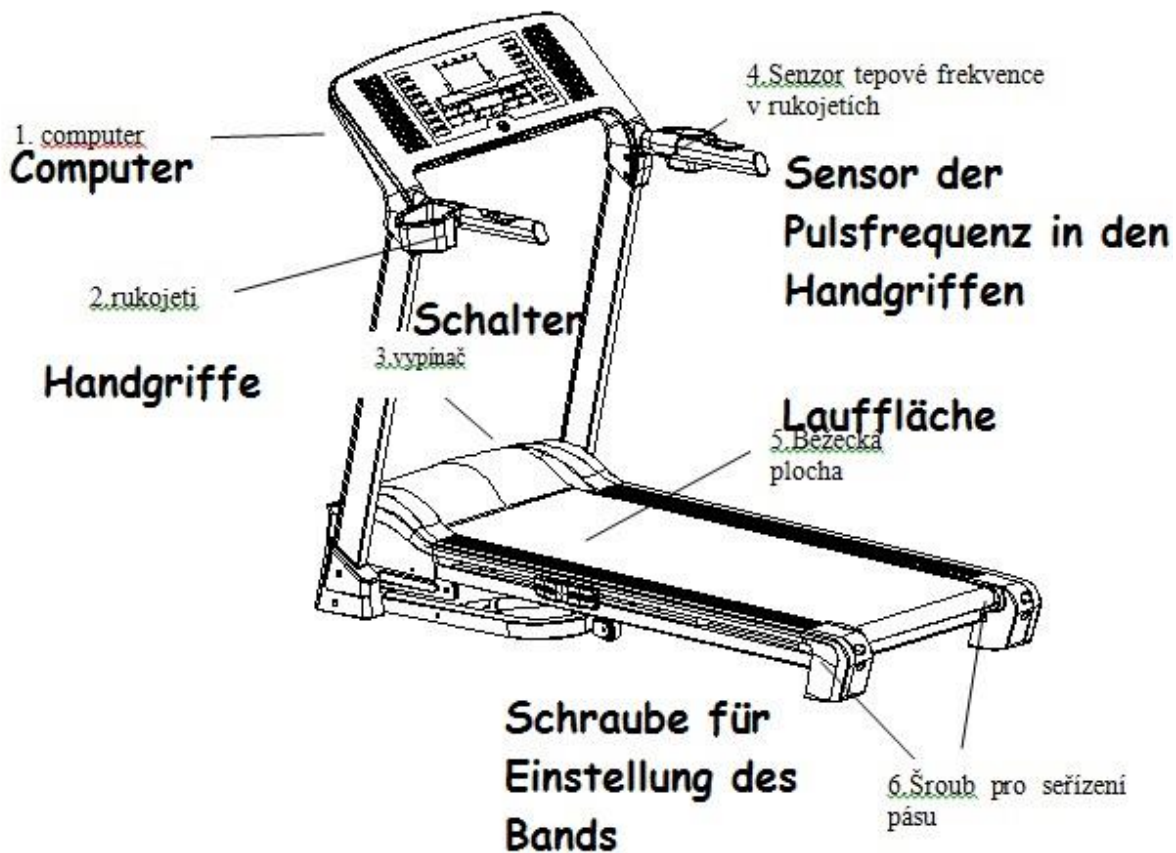 4.Senzor tepové frekvence
v rukojetích
1. computer
Computer
Sensor der
Pulsfrequenz in den
Handgriffen
2.rukojeti
Schalter
3.vypínač
Handgriffe
Lauffläche
5.Běžecká
plocha
Schraube für
Einstellung des
Bands
6.Šroub pro seřízení
pásu